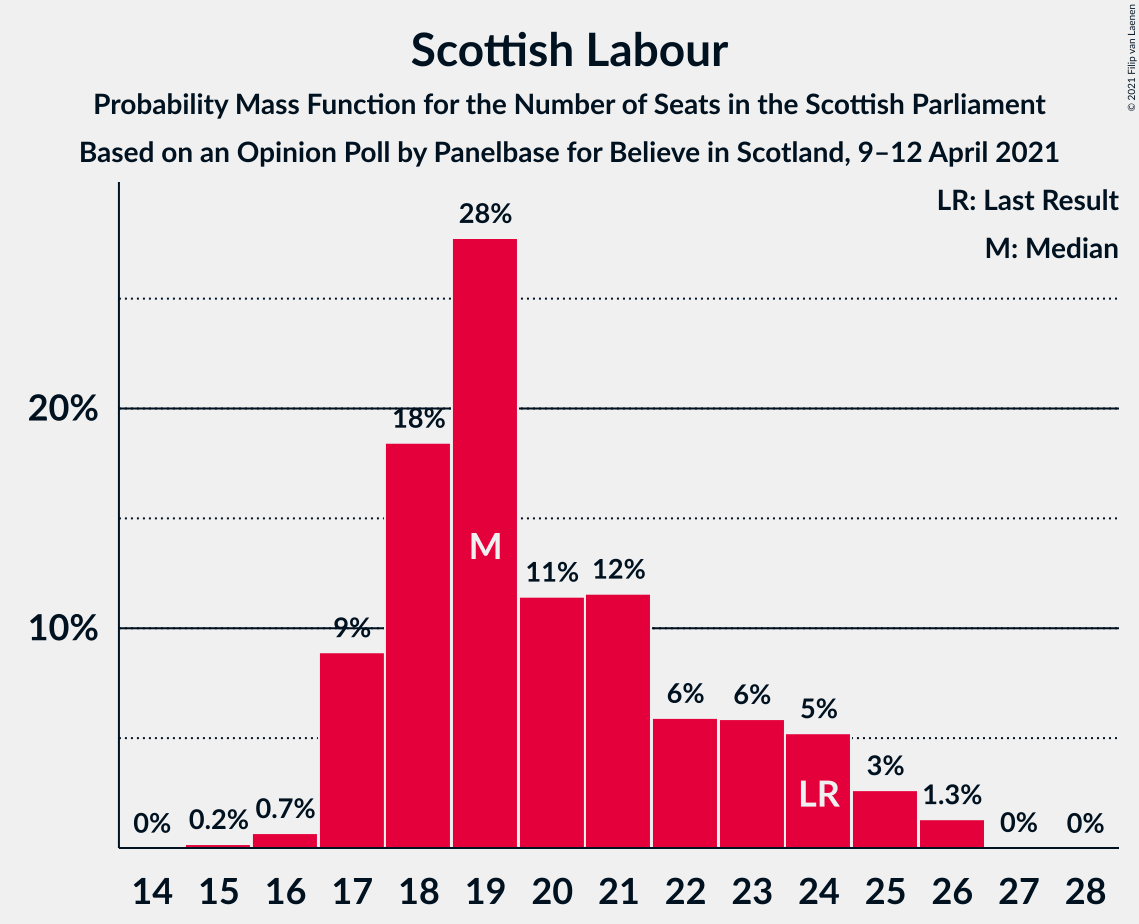 © 2021 Filip van Laenen
Scottish Labour
Probability Mass Function for the Number of Seats in the Scottish Parliament
Based on an Opinion Poll by Panelbase for Believe in Scotland, 9–12 April 2021
LR: Last Result
M: Median
28%
20%
18%
M
11%
12%
10%
9%
6%
6%
5%
LR
3%
1.3%
0%
0.2%
0.7%
0%
0%
14 15 16 17 18 19 20 21 22 23 24 25 26 27 28